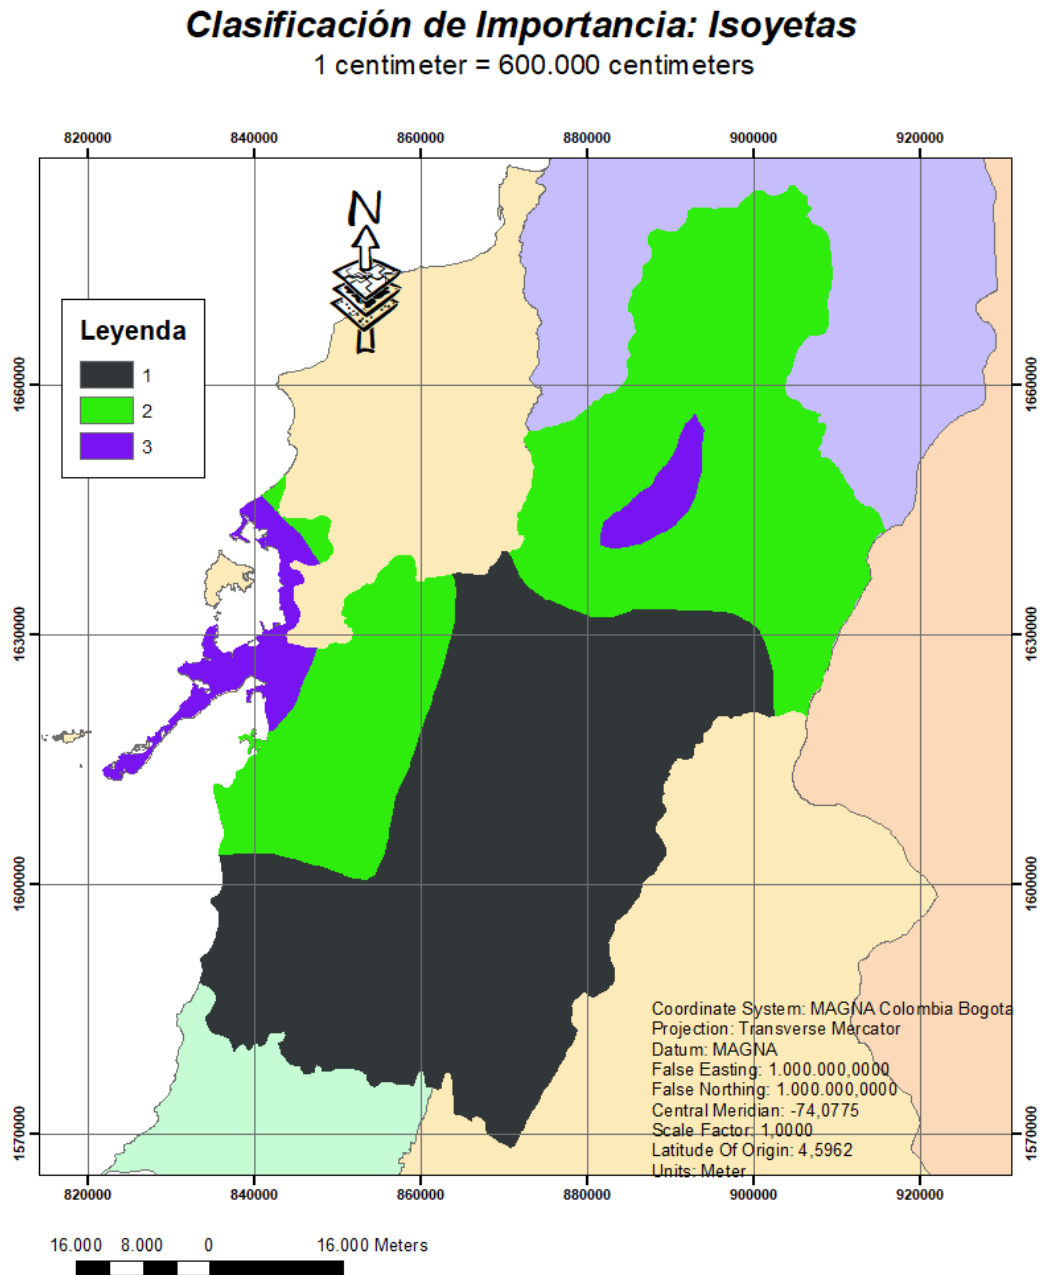 Clasificación de Importancia: Isoyetas
1 centimeter = 600.000 centimeters
820000 840000 860000 880000 900000 920000
N
Leyenda
1
2
3
1660000 1660000
1630000 1630000
1600000 1600000
1570000 1570000
Coordinate System: MAGNA Colombia Bogota
Projection: Transverse Mercator
Datum: MAGNA
False Easting: 1.000.000,0000
False Northing: 1.000.000,0000
Central Meridian: -74,0775
Scale Factor: 1,0000
Latitude Of Origin: 4,5962
Units: Meter
820000 840000 860000 880000 900000 920000
16.000 8.000 0 16.000 Meters